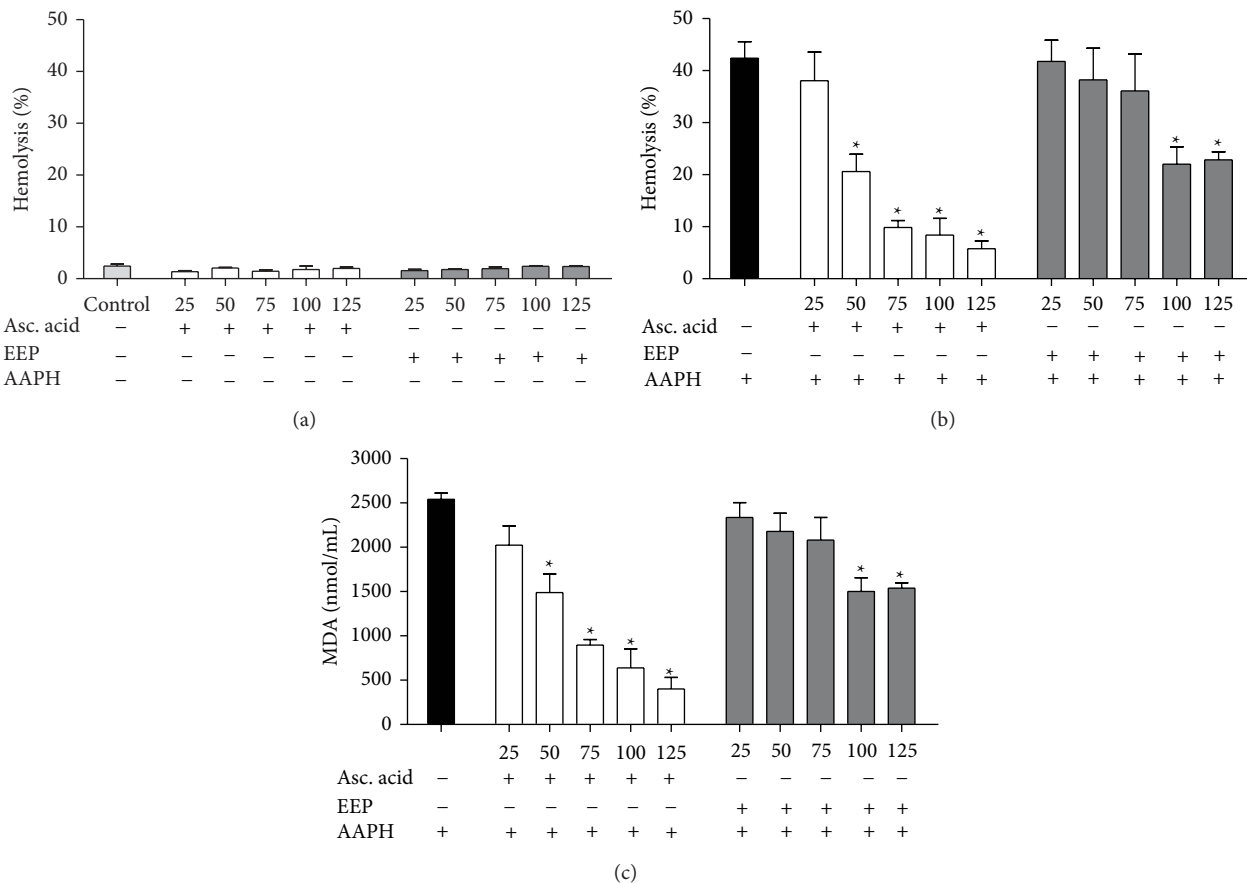 50
40
30
20
10
0
Hemolysis (%)
Control 25 50 75 100 125 25 50 75 100 125
Asc. acid − + + + + + − − − − −
EEP − − − − − − + + + + +
AAPH − − − − − − − − − − −
(a)
50
40
30
20
10
0
Hemolysis (%)
* * * * * *
25 50 75 100 125 25 50 75 100 125
Asc. acid − + + + + + − − − − −
EEP − − − − − − + + + + +
AAPH + + + + + + + + + + +
(b)
3000
2500
2000
1500
1000
500
0
MDA (nmol/mL)
* * * * * *
25 50 75 100 125 25 50 75 100 125
Asc. acid − + + + + + − − − − −
EEP − − − − − − + + + + +
AAPH + + + + + + + + + + +
(c)